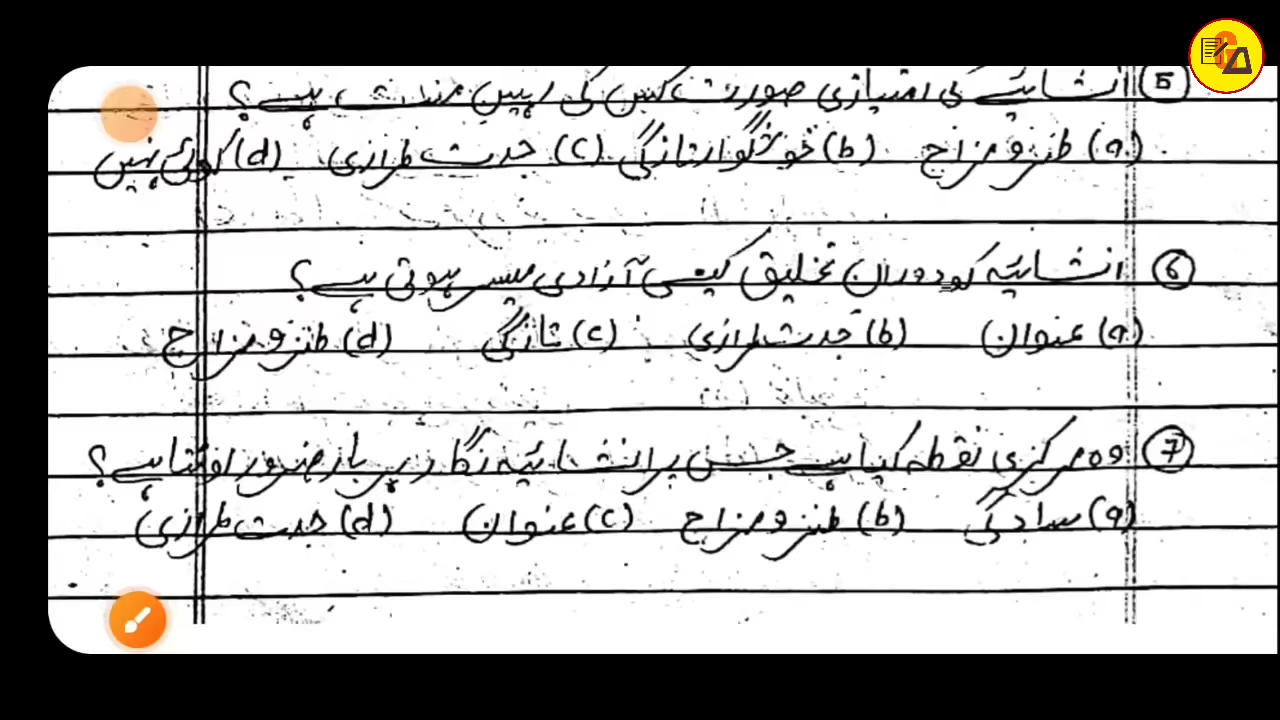 ⑤ انشائیے کی امتیازی صورت کس کی رہین منت ہے؟
(a) طنز و مزاح (b) خوشگوار تازگی (c) جدت طرازی (d) کوئی نہیں
⑥ انشائیہ کو دوران تخلیق کیسی آزادی میسر ہوتی ہے؟
(a) عنوان (b) جدت طرازی (c) تازگی (d) طنز و مزاح
⑦ وہ مرکزی نقطہ کیا ہے جس پر انشائیہ نگار ہر بار ضرور لوٹتا ہے؟
(a) سادگی (b) طنز و مزاح (c) عنوان (d) جدت طرازی